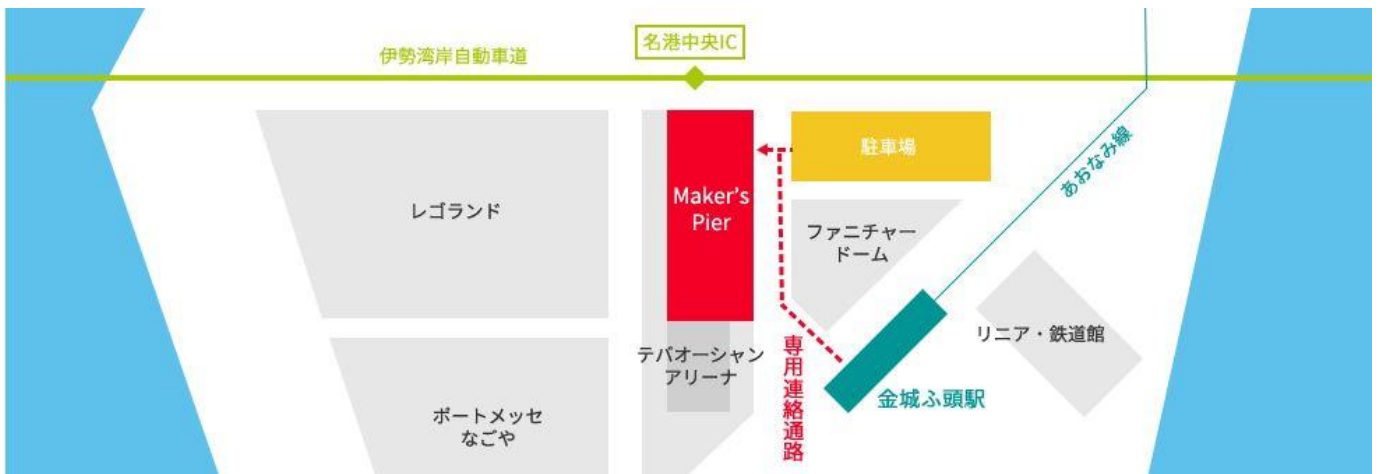 名港中央IC
伊勢湾岸自動車道
駐車場
あおなみ線
Maker's
Pier
レゴランド
ファニチャー
ドーム
リニア・鉄道館
テバオーシャン
アリーナ
専用連絡通路
金城ふ頭駅
ポートメッセ
なごや